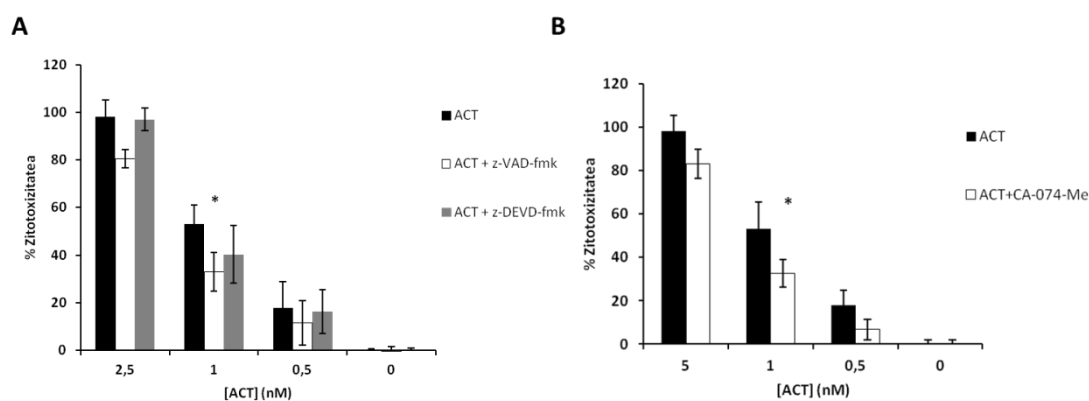 A
% Zitotoxizitatea
120
100
80
60
40
20
0
*
2,5
1
0,5
0
[ACT] (nM)
ACT
ACT + z-VAD-fmk
ACT + z-DEVD-fmk
B
% Zitotoxizitatea
120
100
80
60
40
20
0
*
5
1
0,5
0
[ACT] (nM)
ACT
ACT+CA-074-Me